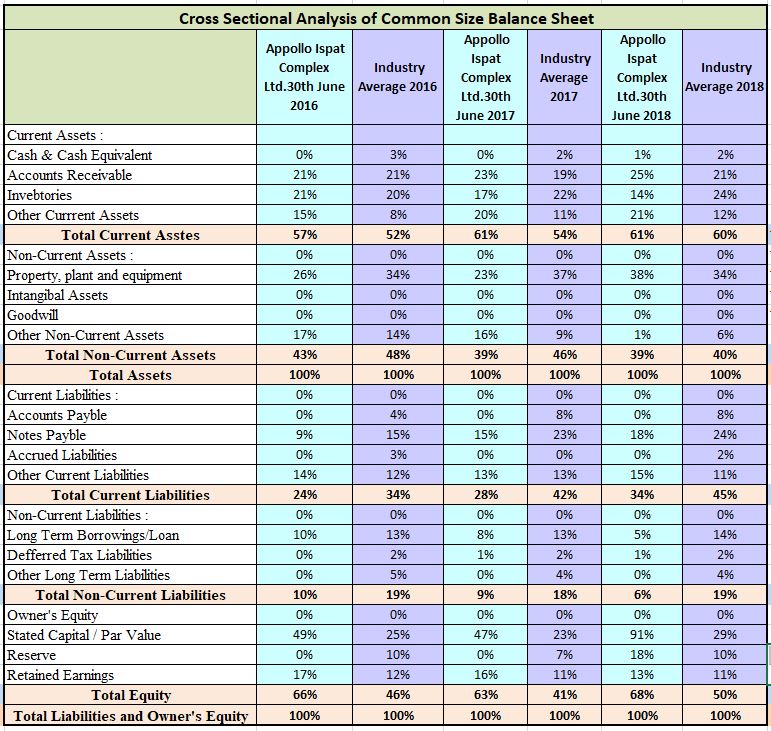 Cross Sectional Analysis of Common Size Balance Sheet
Appollo Ispat Complex Ltd.30th June 2016 Industry Average 2016 Appollo Ispat Complex Ltd.30th June 2017 Industry Average 2017 Appollo Ispat Complex Ltd.30th June 2018 Industry Average 2018
Current Assets :
Cash & Cash Equivalent 0% 3% 0% 2% 1% 2%
Accounts Receivable 21% 21% 23% 19% 25% 21%
Invebtories 21% 20% 17% 22% 14% 24%
Other Currrent Assets 15% 8% 20% 11% 21% 12%
Total Current Asstes 57% 52% 61% 54% 61% 60%
Non-Current Assets : 0% 0% 0% 0% 0% 0%
Property, plant and equipment 26% 34% 23% 37% 38% 34%
Intangibal Assets 0% 0% 0% 0% 0% 0%
Goodwill 0% 0% 0% 0% 0% 0%
Other Non-Current Assets 17% 14% 16% 9% 1% 6%
Total Non-Current Assets 43% 48% 39% 46% 39% 40%
Total Assets 100% 100% 100% 100% 100% 100%
Current Liabilities : 0% 0% 0% 0% 0% 0%
Accounts Payble 0% 4% 0% 8% 0% 8%
Notes Payble 9% 15% 15% 23% 18% 24%
Accrued Liabilities 0% 3% 0% 0% 0% 2%
Other Current Liabilities 14% 12% 13% 13% 15% 11%
Total Current Liabilities 24% 34% 28% 42% 34% 45%
Non-Current Liabilities : 0% 0% 0% 0% 0% 0%
Long Term Borrowings/Loan 10% 13% 8% 13% 5% 14%
Defferred Tax Liabilities 0% 2% 1% 2% 1% 2%
Other Long Term Liabilities 0% 5% 0% 4% 0% 4%
Total Non-Current Liabilities 10% 19% 9% 18% 6% 19%
Owner's Equity 0% 0% 0% 0% 0% 0%
Stated Capital / Par Value 49% 25% 47% 23% 91% 29%
Reserve 0% 10% 0% 7% 18% 10%
Retained Earnings 17% 12% 16% 11% 13% 11%
Total Equity 66% 46% 63% 41% 68% 50%
Total Liabilities and Owner's Equity 100% 100% 100% 100% 100% 100%